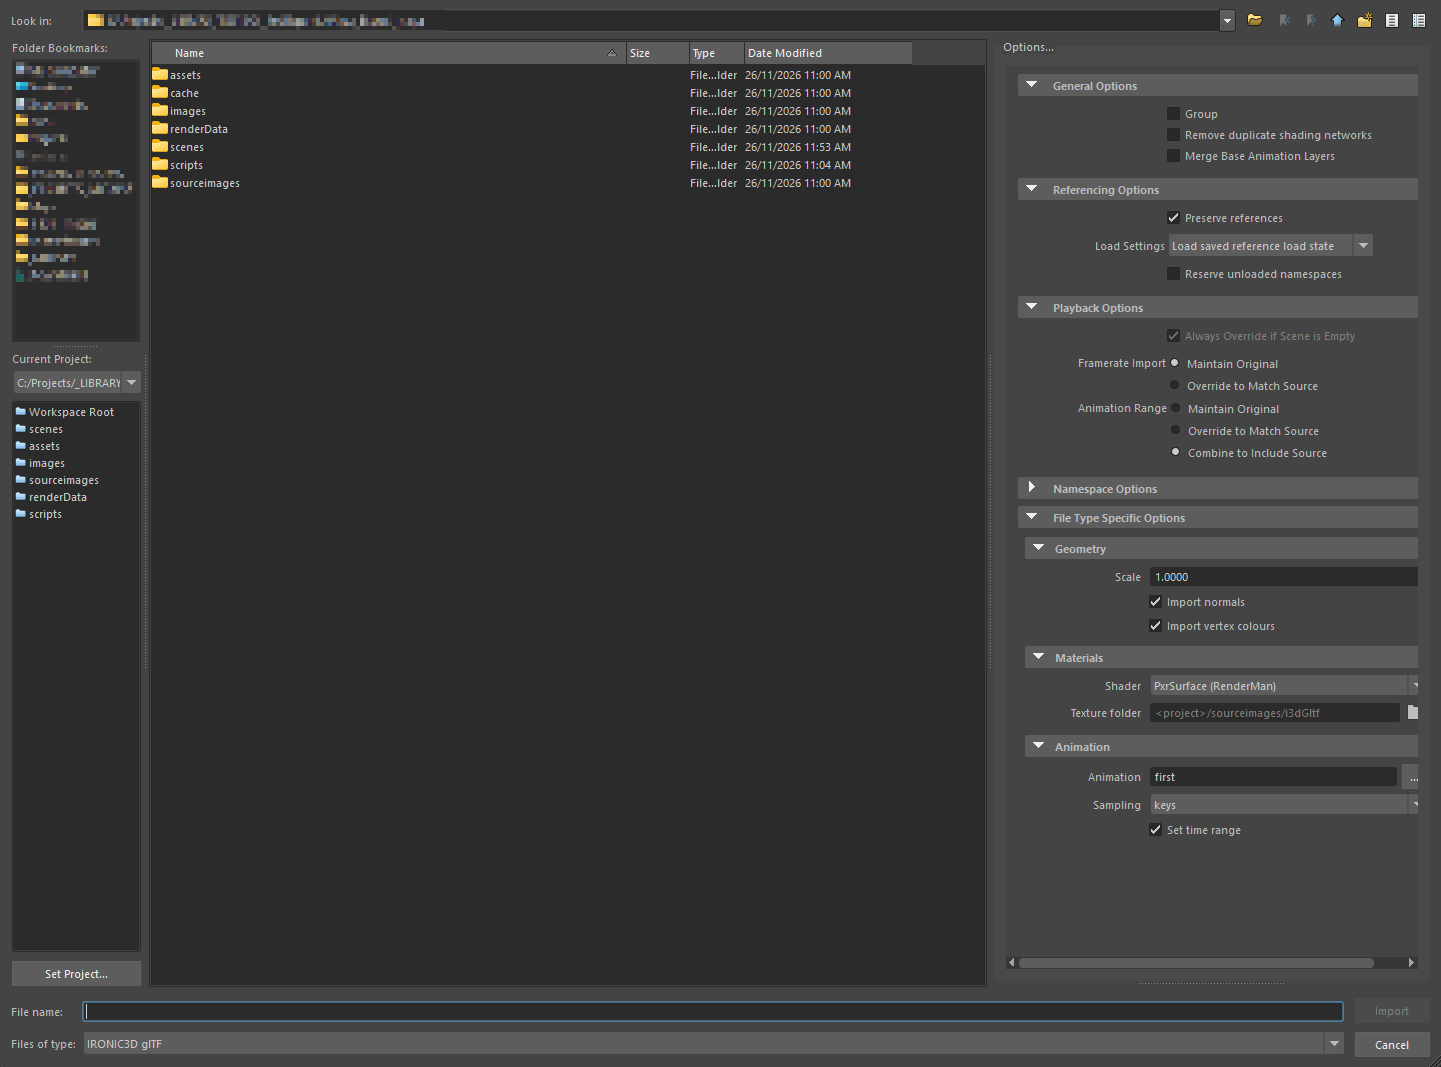 Look in:
Folder Bookmarks:
Current Project:
C:/Projects/_LIBRARY
Workspace Root
scenes
assets
images
sourceimages
renderData
scripts
Set Project...
Name Size Type Date Modified
assets File...lder 26/11/2026 11:00 AM
cache File...lder 26/11/2026 11:00 AM
images File...lder 26/11/2026 11:00 AM
renderData File...lder 26/11/2026 11:00 AM
scenes File...lder 26/11/2026 11:53 AM
scripts File...lder 26/11/2026 11:04 AM
sourceimages File...lder 26/11/2026 11:00 AM
Options...
General Options
Group
Remove duplicate shading networks
Merge Base Animation Layers
Referencing Options
Preserve references
Load Settings Load saved reference load state
Reserve unloaded namespaces
Playback Options
Always Override if Scene is Empty
Framerate Import Maintain Original
Override to Match Source
Animation Range Maintain Original
Override to Match Source
Combine to Include Source
Namespace Options
File Type Specific Options
Geometry
Scale 1.0000
Import normals
Import vertex colours
Materials
Shader PxrSurface (RenderMan)
Texture folder <project>/sourceimages/i3dGltf
Animation
Animation first ...
Sampling keys
Set time range
File name: Import
Files of type: IRONIC3D glTF Cancel